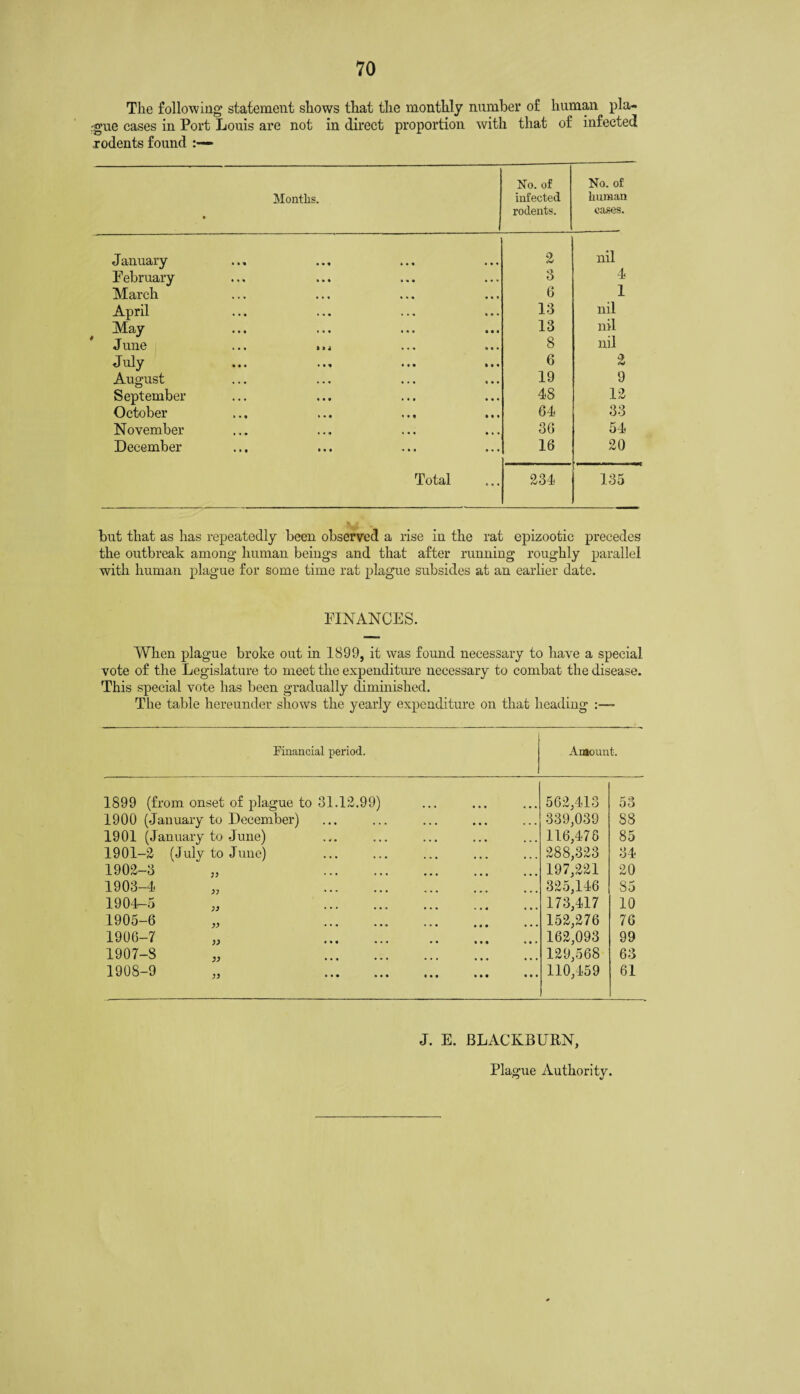 70
The following statement shows that the monthly number of human pla-
gue cases in Port Louis are not in direct proportion with that of infected
rodents found :—
Months. No. of infected rodents. No. of human cases.
January ... ... ... ... 2 nil
February ... ... ... ... 3 4
March ... ... ... ... 6 1
April ... ... ... ... 13 nil
May ... ... ... ... 13 nil
June ... ... ... ... 8 nil
July ... ... ... ... 6 2
August ... ... ... ... 19 9
September ... ... ... ... 48 12
October ... ... ... ... 64 33
November ... ... ... ... 36 54
December ... ... ... ... 16 20
Total ... 234 135
but that as has repeatedly been observed a rise in the rat epizootic precedes
the outbreak among human beings and that after running roughly parallel
with human plague for some time rat plague subsides at an earlier date.
FINANCES.
When plague broke out in 1899, it was found necessary to have a special
vote of the Legislature to meet the expenditure necessary to combat the disease.
This special vote has been gradually diminished.
The table hereunder shows the yearly expenditure on that heading :—
Financial period. Amount.
1899 (from onset of plague to 31.12.99) ... ... ... 562,413 53
1900 (January to December) ... ... ... ... ... 339,039 88
1901 (January to June) ... ... ... ... ... 116,478 85
1901-2 (July to June) ... ... ... ... ... 288,323 34
1902-3 „ ... ... ... ... ... 197,221 20
1903-4 „ ... ... ... ... ... 325,146 85
1904-5 „ ... ... ... ... ... 173,417 10
1905-6 „ ... ... ... ... ... 152,276 76
1906-7 „ ... ... .. ... ... 162,093 99
1907-8 „ ... ... ... ... ... 129,568 63
1908-9 „ ... ... ... ... ... 110,459 61
J. E. BLACKBURN,
Plague Authority.